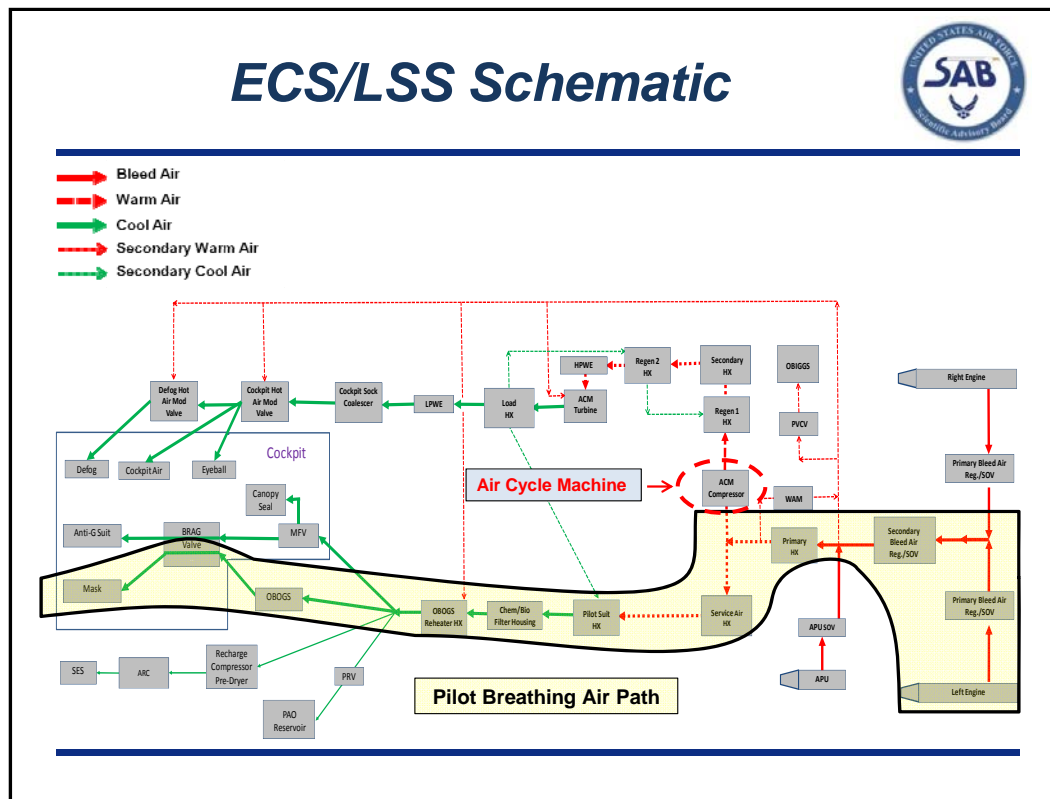 ECS/LSS Schematic
UNITED STATES AIR FORCE
SAB
Scientific Advisory Board
Bleed Air
Warm Air
Cool Air
Secondary Warm Air
Secondary Cool Air
Defog Hot
Air Mod
Valve
Cockpit Hot
Air Mod
Valve
Cockpit Sock
Coalescer
LPWE
Load
HX
HPWE
ACM
Turbine
Regen 2
HX
Secondary
HX
Regen 1
HX
OBIGGS
PVCV
Right Engine
Primary Bleed Air
Reg./SOV
Defog
Cockpit Air
Eyeball
Cockpit
Canopy
Seal
Air Cycle Machine
ACM
Compressor
WAM
Anti-G Suit
BRAG
Valve
MFV
Primary
HX
Secondary
Bleed Air
Reg./SOV
Mask
OBOGS
OBOGS
Reheater HX
Chem/Bio
Filter Housing
Pilot Suit
HX
Service Air
HX
APU SOV
Primary Bleed Air
Reg./SOV
SES
ARC
Recharge
Compressor
Pre-Dryer
PRV
PAO
Reservoir
Pilot Breathing Air Path
APU
Left Engine